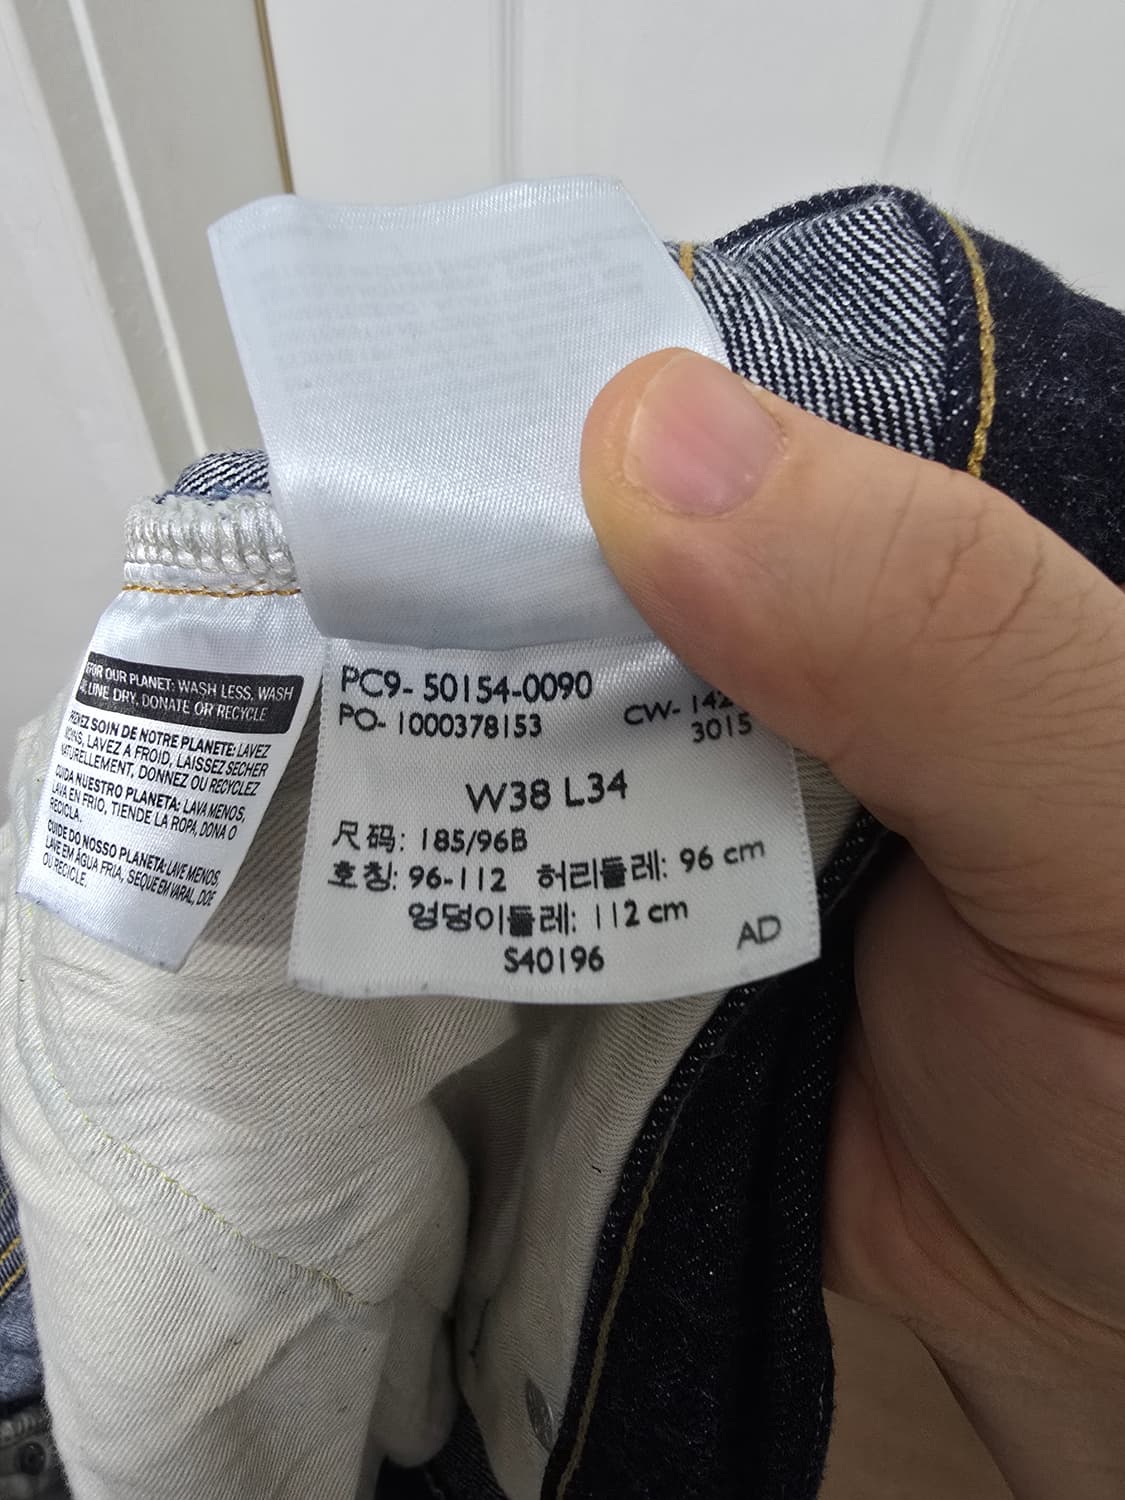 FOR OUR PLANET: WASH LESS, WASH
LINE DRY, DONATE OR RECYCLE
SOIN DE NOTRE PLANETE: LAVEZ
LAVEZ A FROID, LAISSEZ SECHER
NATURELLEMENT, DONNEZ OU RECYCLEZ
CUIDA NUESTRO PLANETA: LAVA MENOS,
LAVA EN FRIO, TIENDE LA ROPA, DONA O
RECICLA.
CUIDE DO NOSSO PLANETA: LAVE MENOS,
LAVE EM ÁGUA FRIA, SEQUE EM VARAL, DOE
OU RECICLE.
PC9- 50154-0090
PO- 1000378153 CW- 142
3015
W38 L34
尺码: 185/96B
호칭: 96-112 허리둘레: 96 cm
엉덩이둘레: 112 cm
AD
S40196